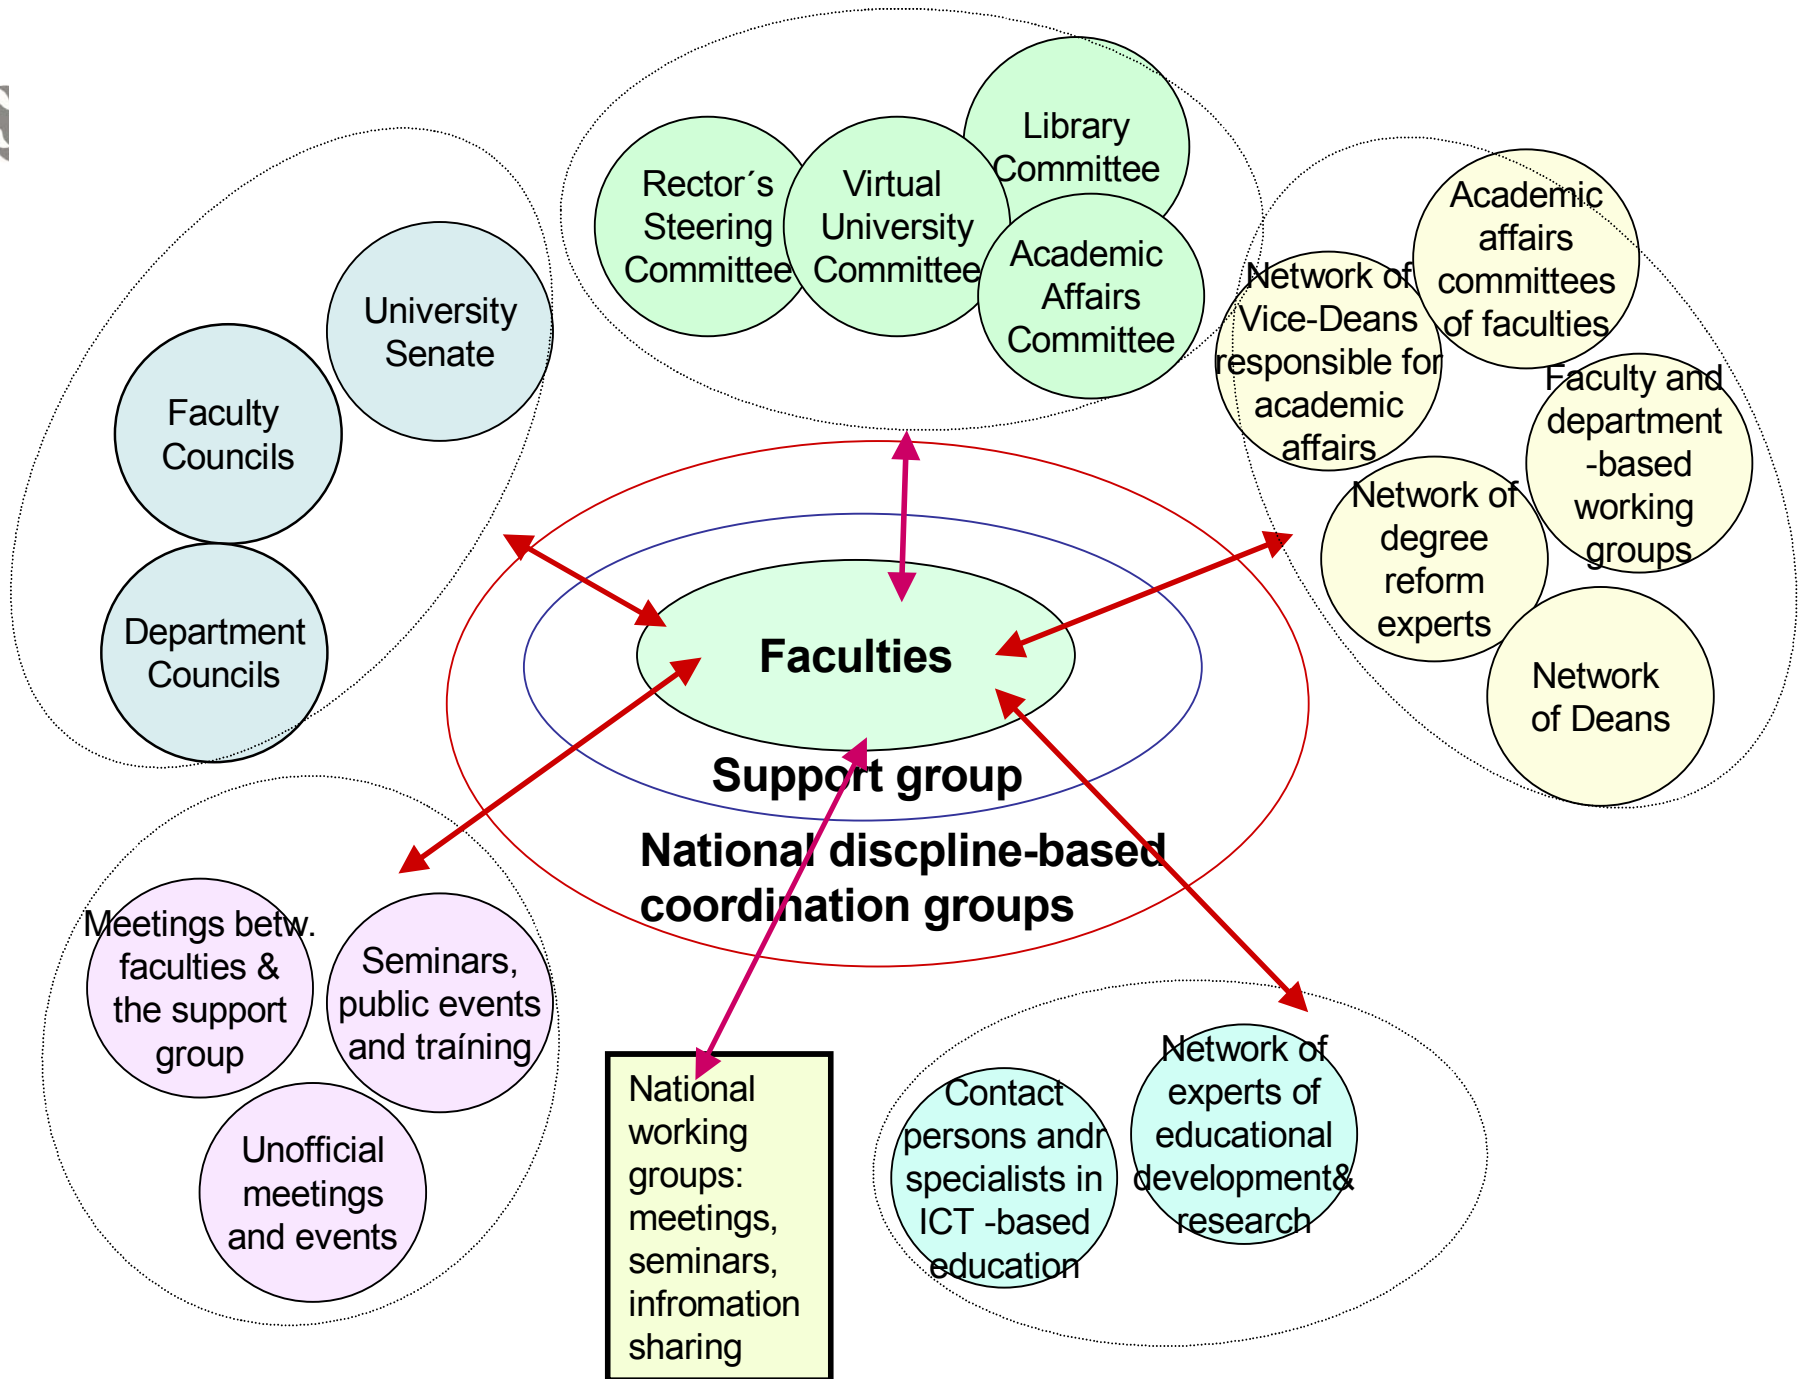 Library
Committee
Rector´s
Steering
Committee
Virtual
University
Committee
Academic
Affairs
Committee
Academic
affairs
committees
of faculties
Network of
Vice-Deans
responsible for
academic
affairs
Faculty and
department
-based
working
groups
Network of
degree
reform
experts
Network
of Deans
University
Senate
Faculty
Councils
Department
Councils
Faculties
Support group
National discpline-based
coordination groups
Meetings betw.
faculties &
the support
group
Seminars,
public events
and traíning
Unofficial
meetings
and events
National
working
groups:
meetings,
seminars,
infromation
sharing
Contact
persons andr
specialists in
ICT -based
education
Network of
experts of
educational
development&
research